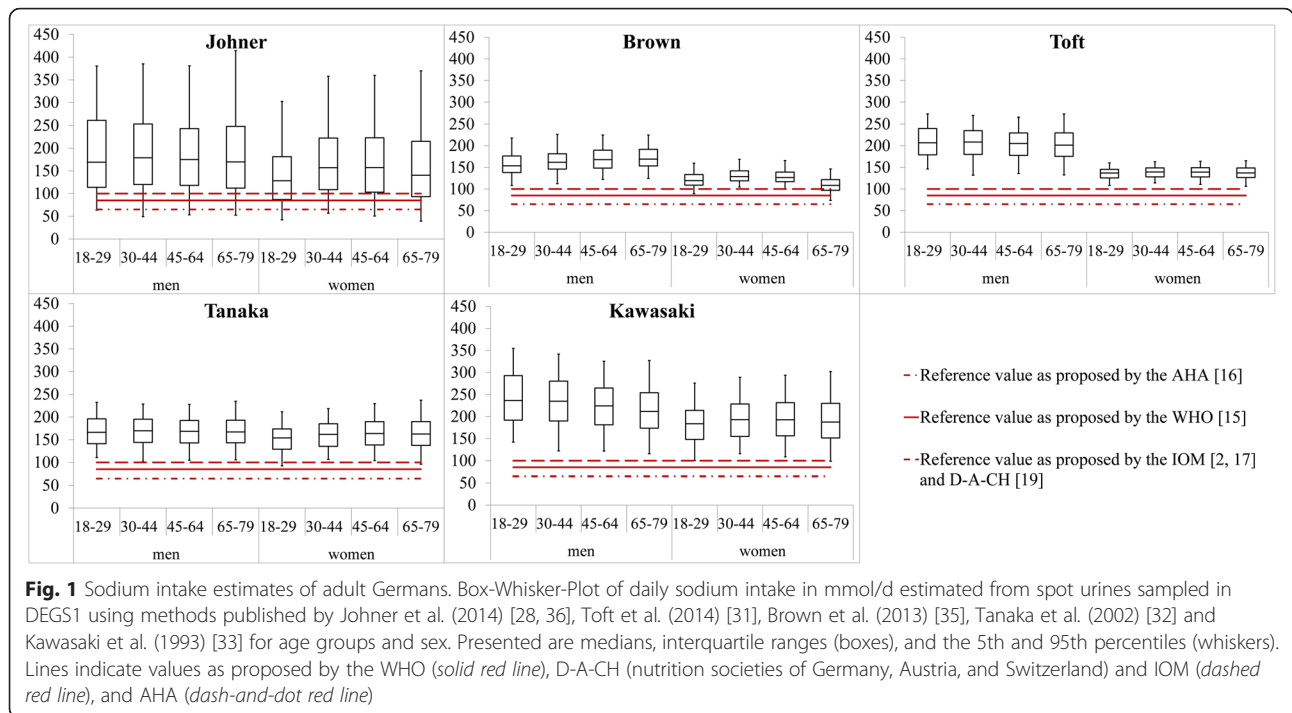 Johner
450
400
350
300
250
200
150
100
50
0
18-29 30-44 45-64 65-79 18-29 30-44 45-64 65-79
men women
Brown
450
400
350
300
250
200
150
100
50
0
18-29 30-44 45-64 65-79 18-29 30-44 45-64 65-79
men women
Toft
450
400
350
300
250
200
150
100
50
0
18-29 30-44 45-64 65-79 18-29 30-44 45-64 65-79
men women
Tanaka
450
400
350
300
250
200
150
100
50
0
18-29 30-44 45-64 65-79 18-29 30-44 45-64 65-79
men women
Kawasaki
450
400
350
300
250
200
150
100
50
0
18-29 30-44 45-64 65-79 18-29 30-44 45-64 65-79
men women
Reference value as proposed by the AHA [16]
Reference value as proposed by the WHO [15]
Reference value as proposed by the IOM [2, 17]
and D-A-CH [19]
Fig. 1 Sodium intake estimates of adult Germans. Box-Whisker-Plot of daily sodium intake in mmol/d estimated from spot urines sampled in
DEGS1 using methods published by Johner et al. (2014) [28, 36], Toft et al. (2014) [31], Brown et al. (2013) [35], Tanaka et al. (2002) [32] and
Kawasaki et al. (1993) [33] for age groups and sex. Presented are medians, interquartile ranges (boxes), and the 5th and 95th percentiles (whiskers).
Lines indicate values as proposed by the WHO (solid red line), D-A-CH (nutrition societies of Germany, Austria, and Switzerland) and IOM (dashed
red line), and AHA (dash-and-dot red line)